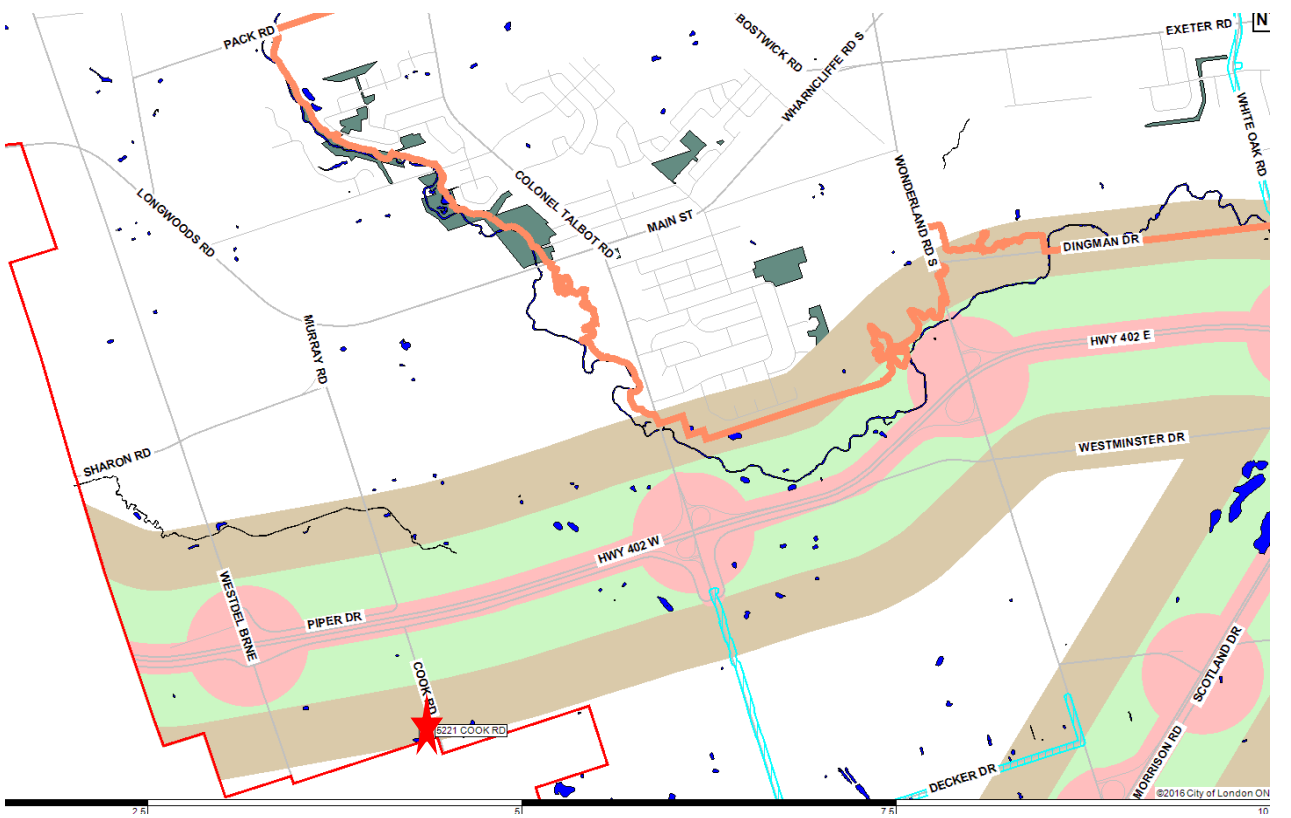 PACK RD
BOSTWICK RD
WHARNCLIFFE RD S
EXETER RD
N
WHITE OAK RD
LONGWOODS RD
COLONEL TALBOT RD
MAIN ST
WONDERLAND RD S
DINGMAN DR
MURRAY RD
HWY 402 E
SHARON RD
WESTMINSTER DR
HWY 402 W
WESTDEL BRNE
PIPER DR
COOK RD
5221 COOK RD
SCOTLAND DR
MORRISON RD
DECKER DR
©2016 City of London ON
2.5
5
7.5
10